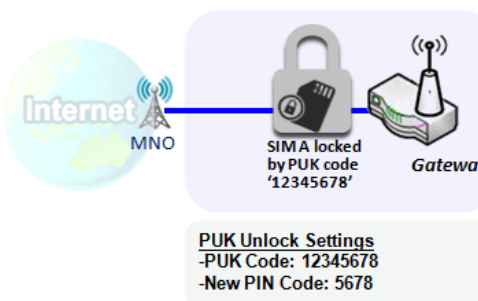 Internet
MNO
SIM A locked
by PUK code
'12345678'
Gatewa
PUK Unlock Settings
-PUK Code: 12345678
-New PIN Code: 5678